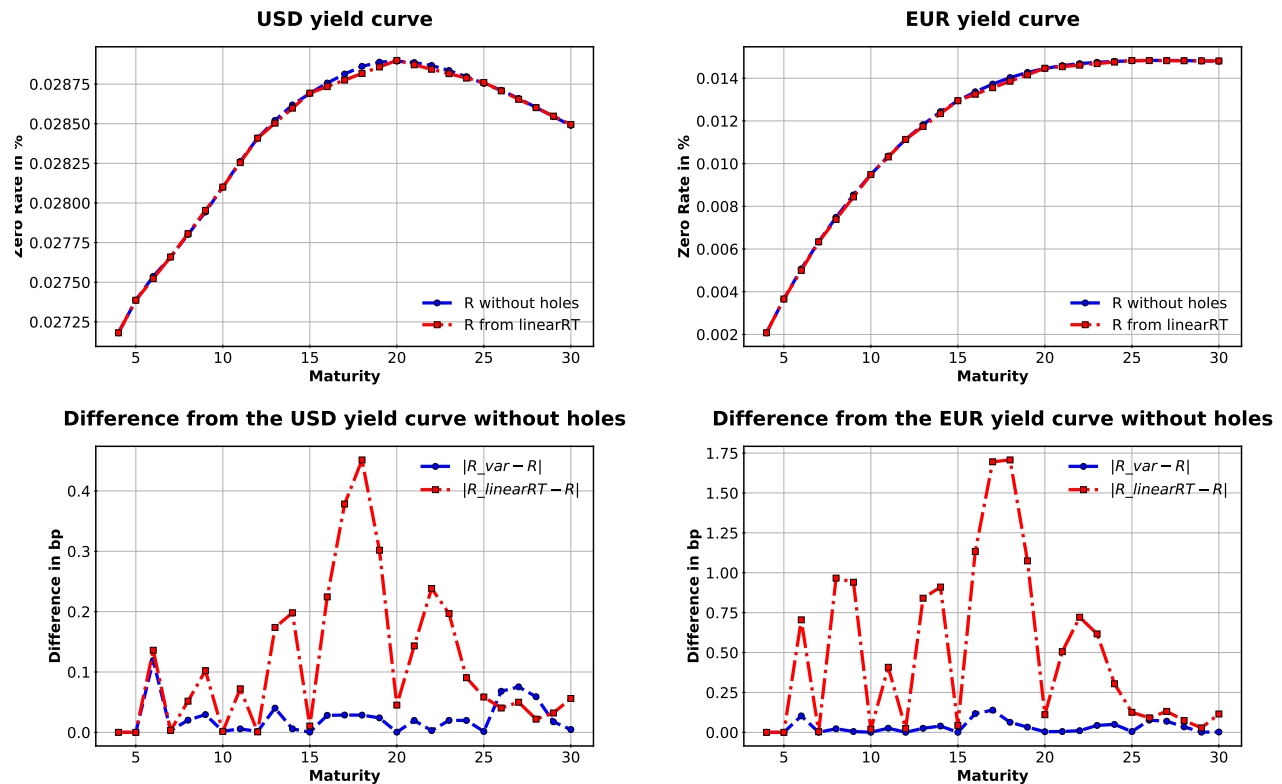 USD yield curve
0.02875
0.02850
0.02825
0.02800
0.02775
0.02750
0.02725
Zero Rate in %
R without holes
R from linearRT
5 10 15 20 25 30
Maturity
EUR yield curve
0.014
0.012
0.010
0.008
0.006
0.004
0.002
Zero Rate in %
R without holes
R from linearRT
5 10 15 20 25 30
Maturity
Difference from the USD yield curve without holes
0.4
0.3
0.2
0.1
0.0
Difference in bp
|R_var − R|
|R_linearRT − R|
5 10 15 20 25 30
Maturity
Difference from the EUR yield curve without holes
1.75
1.50
1.25
1.00
0.75
0.50
0.25
0.00
Difference in bp
|R_var − R|
|R_linearRT − R|
5 10 15 20 25 30
Maturity